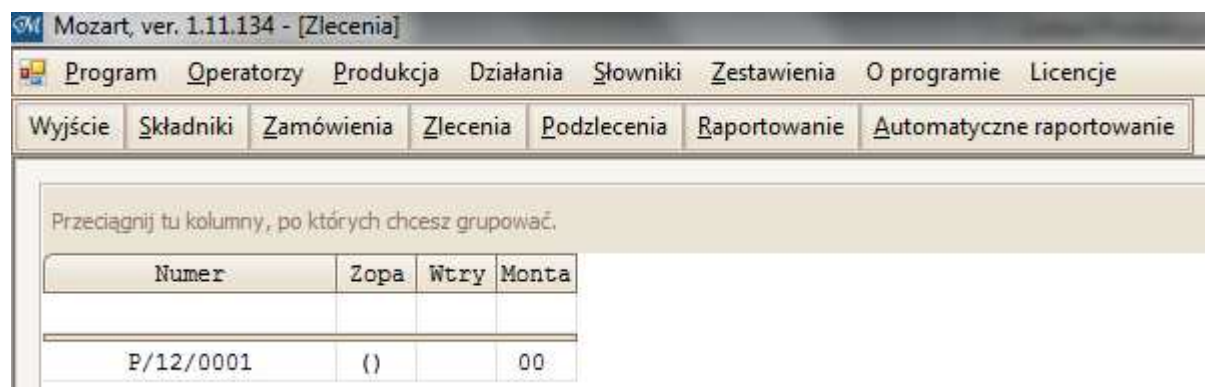 Mozart, ver. 1.11.134 - [Zlecenia]
Program Operatorzy Produkcja Działania Słowniki Zestawienia O programie Licencje
Wyjście Składniki Zamówienia Zlecenia Podzlecenia Raportowanie Automatyczne raportowanie
Przeciągnij tu kolumny, po których chcesz grupować.
Numer Zopa Wtry Monta
P/12/0001 () 00